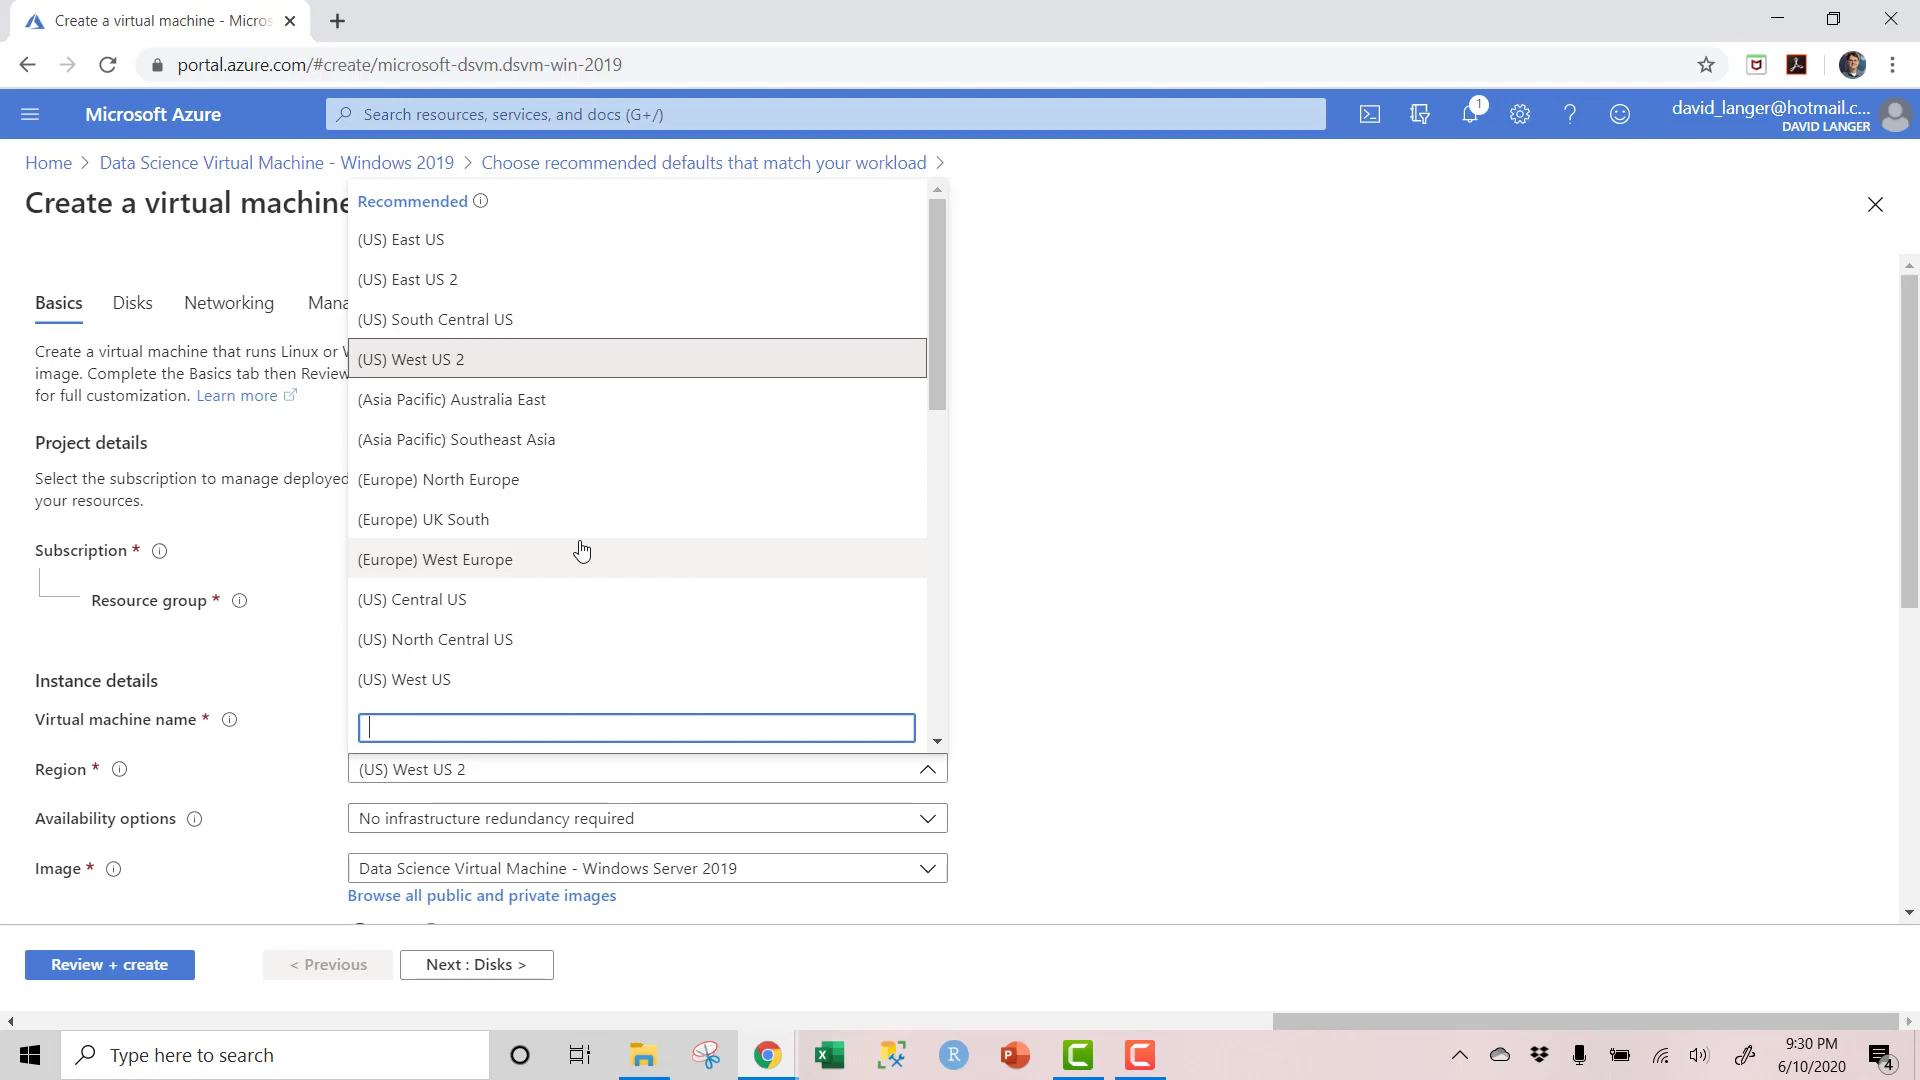 Create a virtual machine - Micros
portal.azure.com/#create/microsoft-dsvm.dsvm-win-2019
Microsoft Azure
Search resources, services, and docs (G+/)
1
david_langer@hotmail.c...
DAVID LANGER
Home > Data Science Virtual Machine - Windows 2019 > Choose recommended defaults that match your workload >
Create a virtual machine
Basics
Disks
Networking
Mana
Create a virtual machine that runs Linux or
image. Complete the Basics tab then Review
for full customization. Learn more
Project details
Select the subscription to manage deployed
your resources.
Subscription *
Resource group *
Instance details
Virtual machine name *
Recommended
(US) East US
(US) East US 2
(US) South Central US
(US) West US 2
(Asia Pacific) Australia East
(Asia Pacific) Southeast Asia
(Europe) North Europe
(Europe) UK South
(Europe) West Europe
(US) Central US
(US) North Central US
(US) West US
Region *
(US) West US 2
Availability options
No infrastructure redundancy required
Image *
Data Science Virtual Machine - Windows Server 2019
Browse all public and private images
Review + create
< Previous
Next : Disks >
Type here to search
9:30 PM
6/10/2020
4